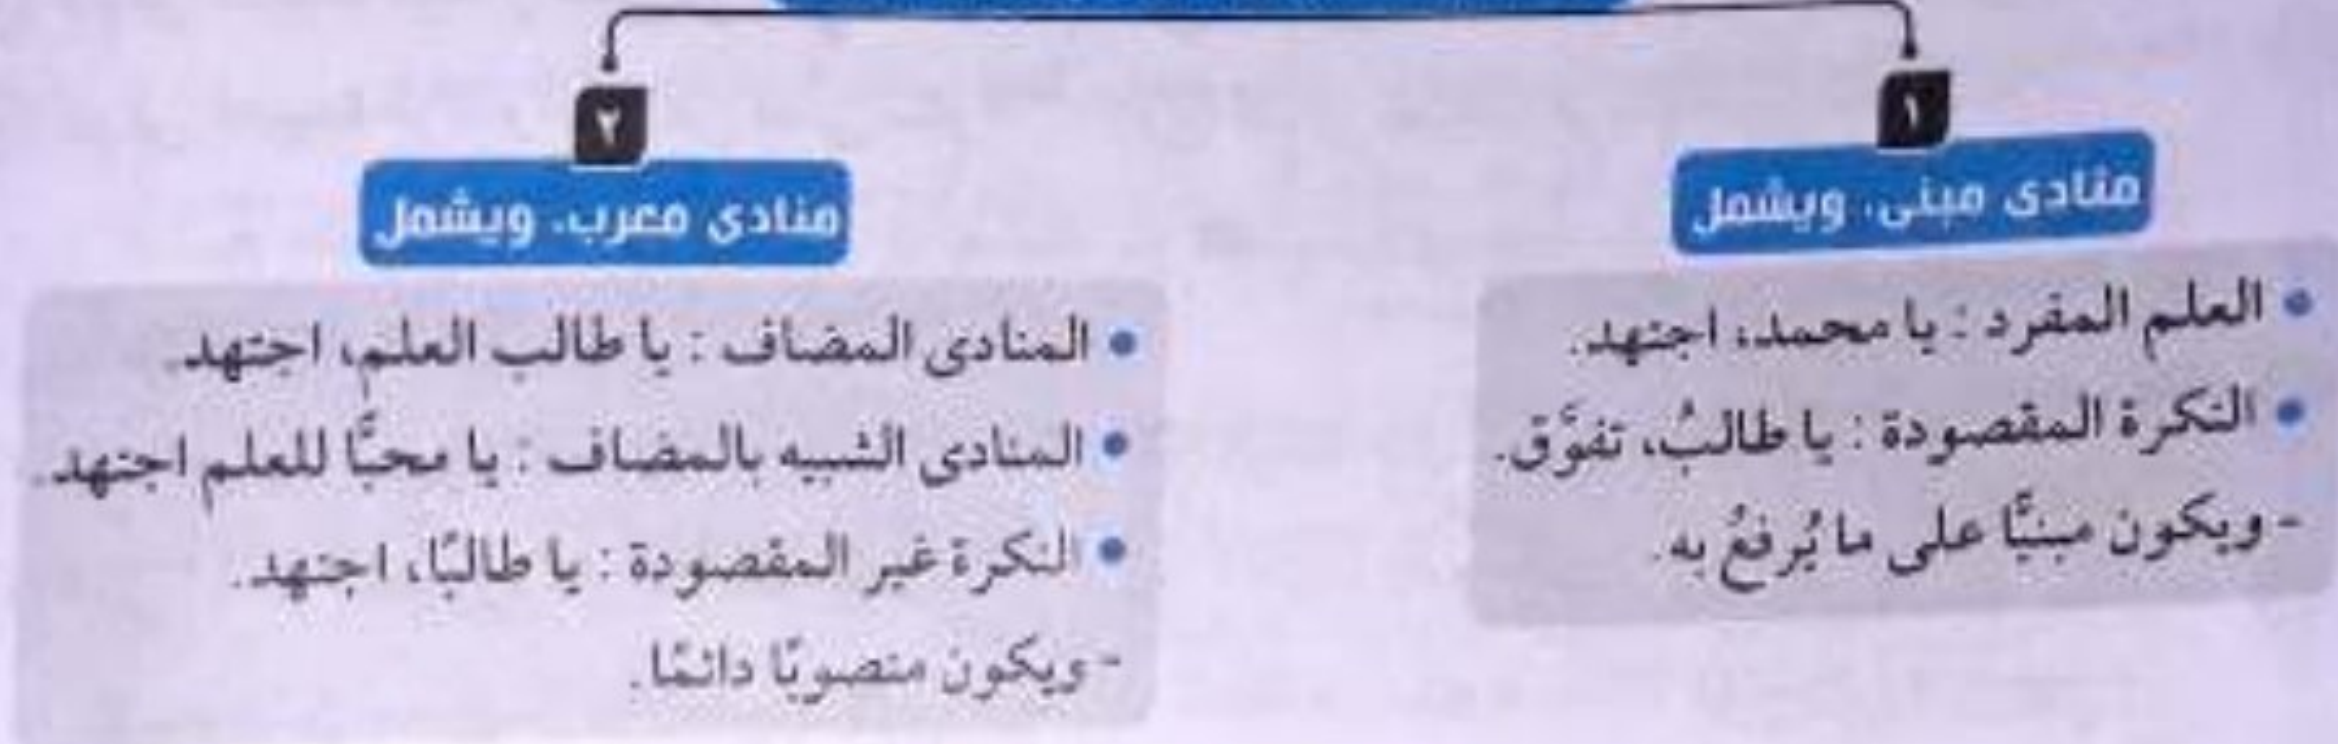 ١
منادى مبنى، ويشمل
• العلم المفرد : يا محمد، اجتهد.
• النكرة المقصودة : يا طالبُ، تفوَّق.
- ويكون مبنيًّا على ما يُرفعُ به.
٢
منادى معرب، ويشمل
• المنادى المضاف : يا طالب العلم، اجتهد.
• المنادى الشبيه بالمضاف : يا محبًّا للعلم اجتهد.
• النكرة غير المقصودة : يا طالبًا، اجتهد.
- ويكون منصوبًا دائمًا.